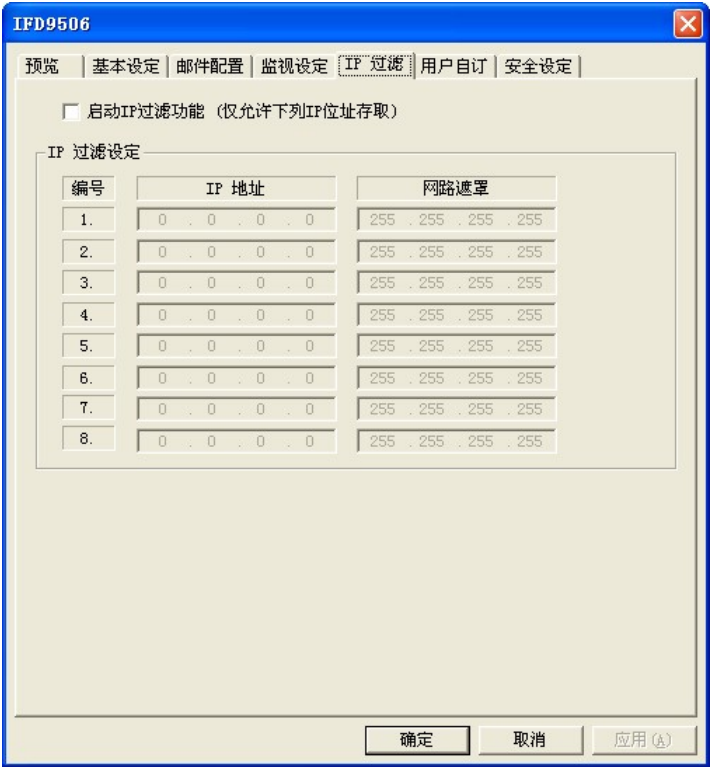 IFD9506
预览 基本设定 邮件配置 监视设定 IP 过滤 用户自订 安全设定
启动IP过滤功能 (仅允许下列IP位址存取)
IP 过滤设定
编号 IP 地址 网路遮罩
1. 0 . 0 . 0 . 0 255 . 255 . 255 . 255
2. 0 . 0 . 0 . 0 255 . 255 . 255 . 255
3. 0 . 0 . 0 . 0 255 . 255 . 255 . 255
4. 0 . 0 . 0 . 0 255 . 255 . 255 . 255
5. 0 . 0 . 0 . 0 255 . 255 . 255 . 255
6. 0 . 0 . 0 . 0 255 . 255 . 255 . 255
7. 0 . 0 . 0 . 0 255 . 255 . 255 . 255
8. 0 . 0 . 0 . 0 255 . 255 . 255 . 255
确定 取消 应用(A)